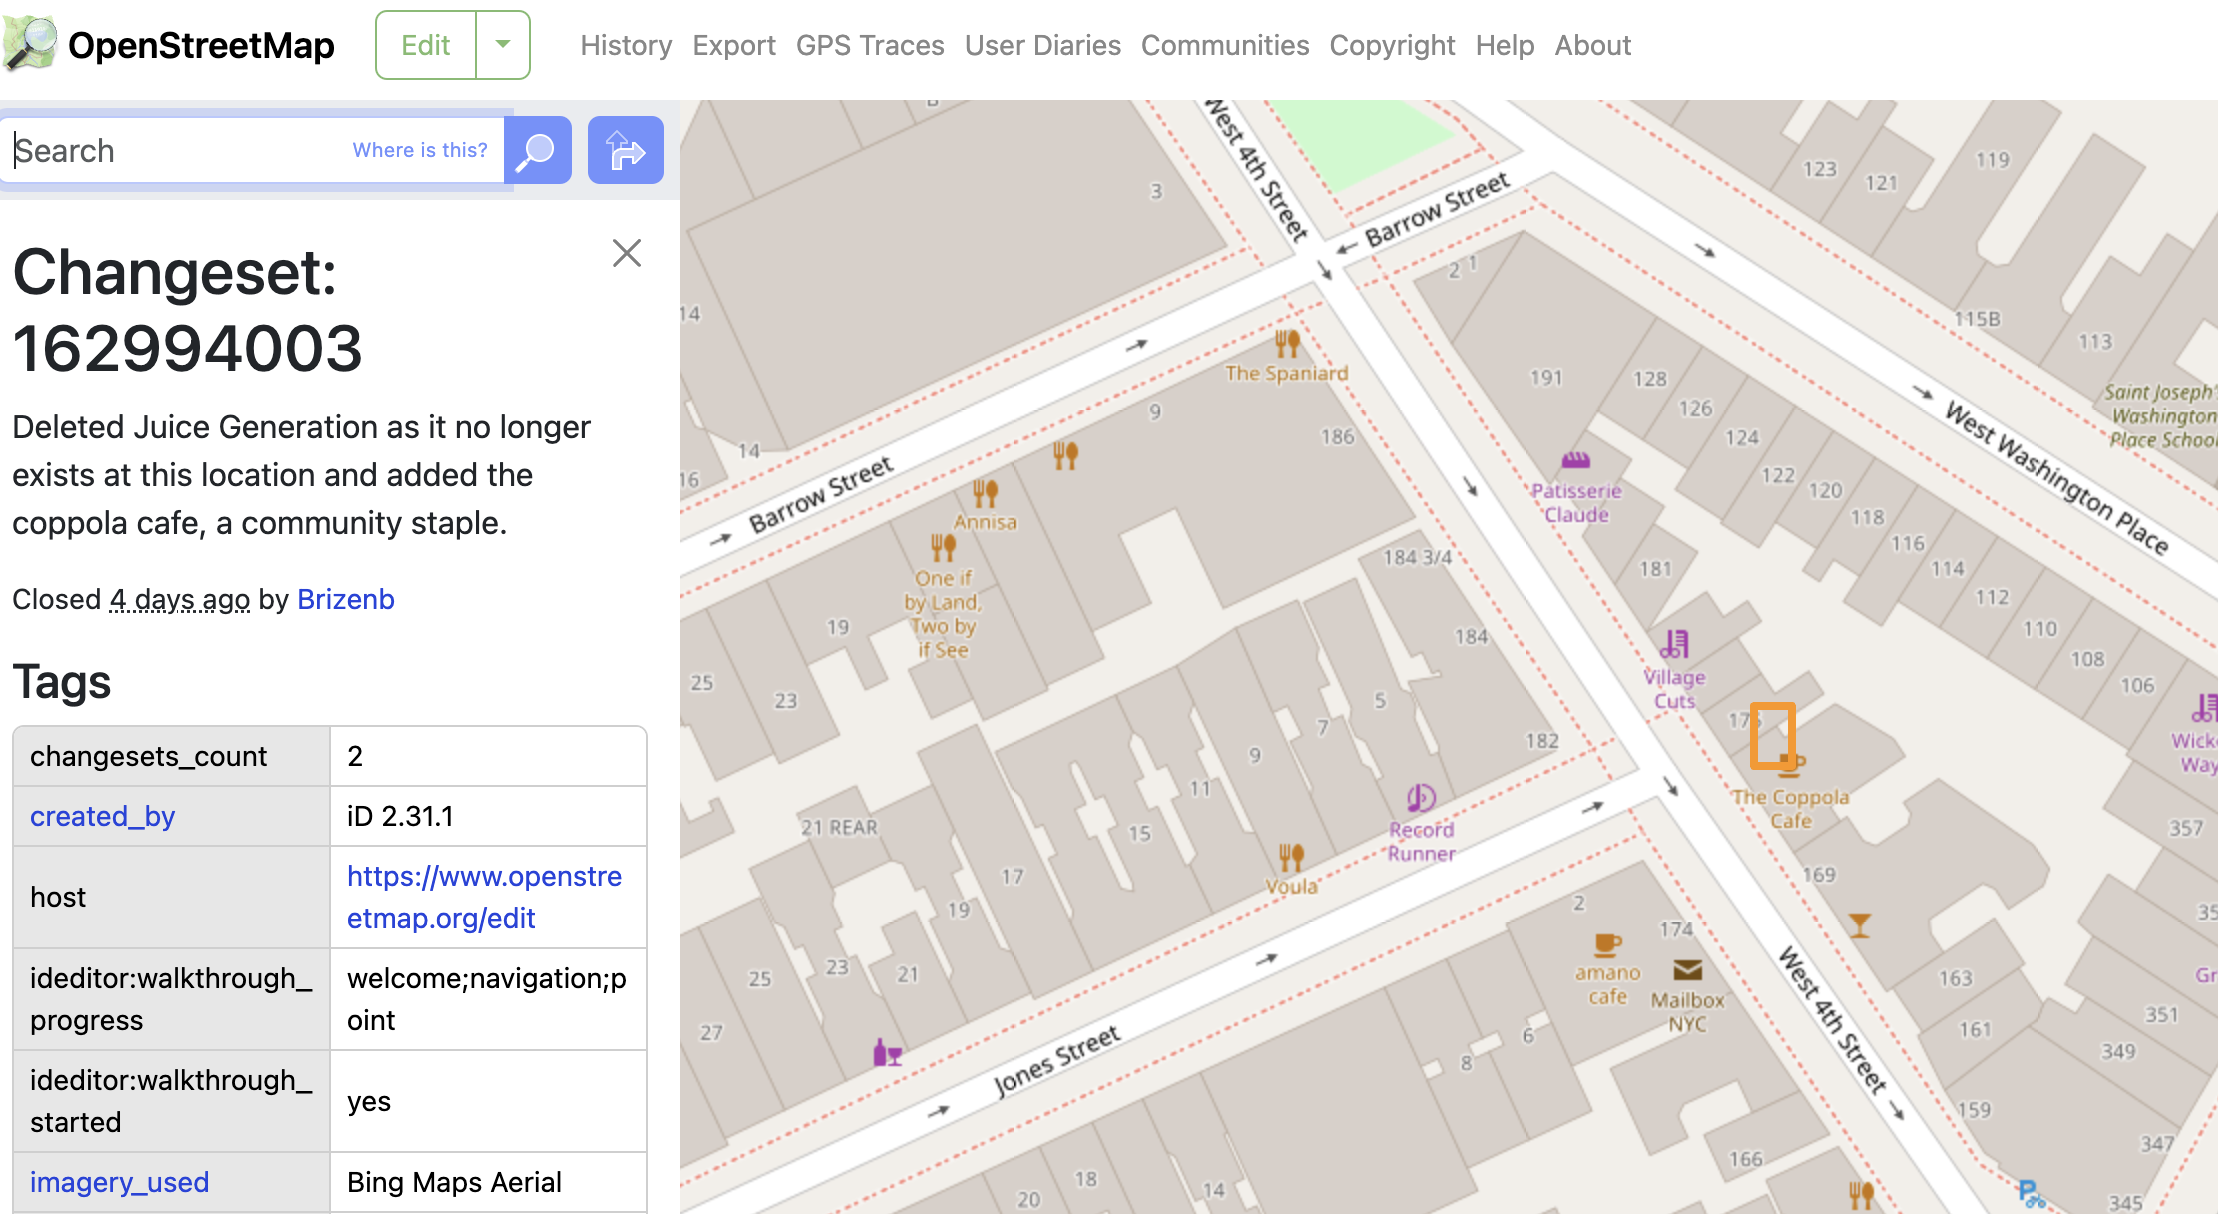 OpenStreetMap
Edit
History Export GPS Traces User Diaries Communities Copyright Help About
Search
Where is this?
Changeset:
162994003
Deleted Juice Generation as it no longer
exists at this location and added the
coppola cafe, a community staple.
Closed 4 days ago by Brizenb
Tags
changesets_count 2
created_by iD 2.31.1
host https://www.openstre
etmap.org/edit
ideditor:walkthrough_
progress
welcome;navigation;p
oint
ideditor:walkthrough_
started
yes
imagery_used Bing Maps Aerial
West 4th Street
Barrow Street
3
2 1
123
121
119
115B
113
14
The Spaniard
9
186
191
128
126
124
122
120
118
116
114
112
110
108
106
West Washington Place
Saint Joseph'
Washington
Place School
14
16
Barrow Street
Annisa
One if
by Land,
Two by
if See
Patisserie
Claude
184 3/4
181
184
Village
Cuts
19
25
23
5
7
9
11
15
17
19
21
23
25
27
21 REAR
182
Record
Runner
Voula
The Coppola
Cafe
169
357
Wick
Way
2
174
amano
cafe
Mailbox
NYC
West 4th Street
163
161
159
351
349
347
345
35
Gr
Jones Street
6
8
166
18
20
14
P